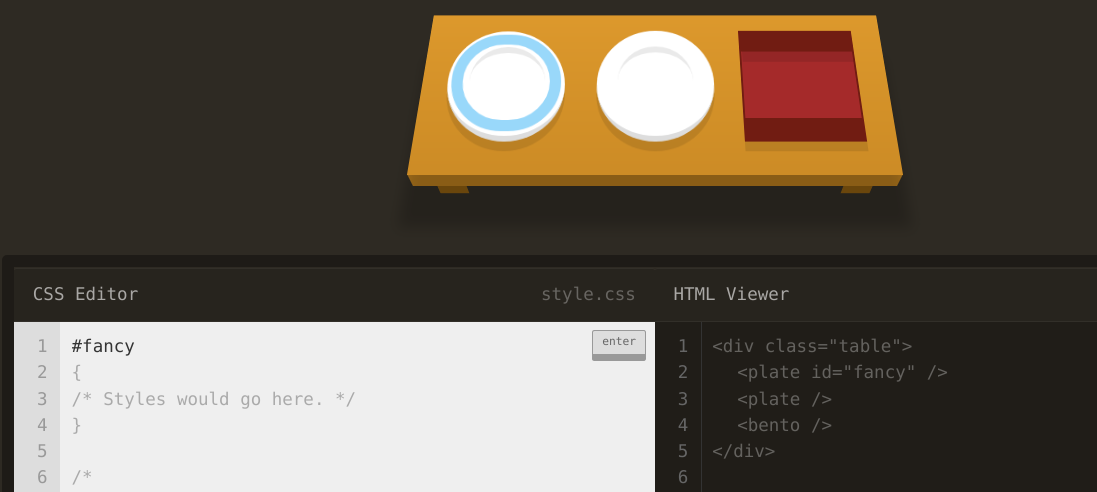 CSS Editor
style.css
1 #fancy
enter
2 {
3 /* Styles would go here. */
4 }
5
6 /*
HTML Viewer
1 <div class="table">
2 <plate id="fancy" />
3 <plate />
4 <bento />
5 </div>
6